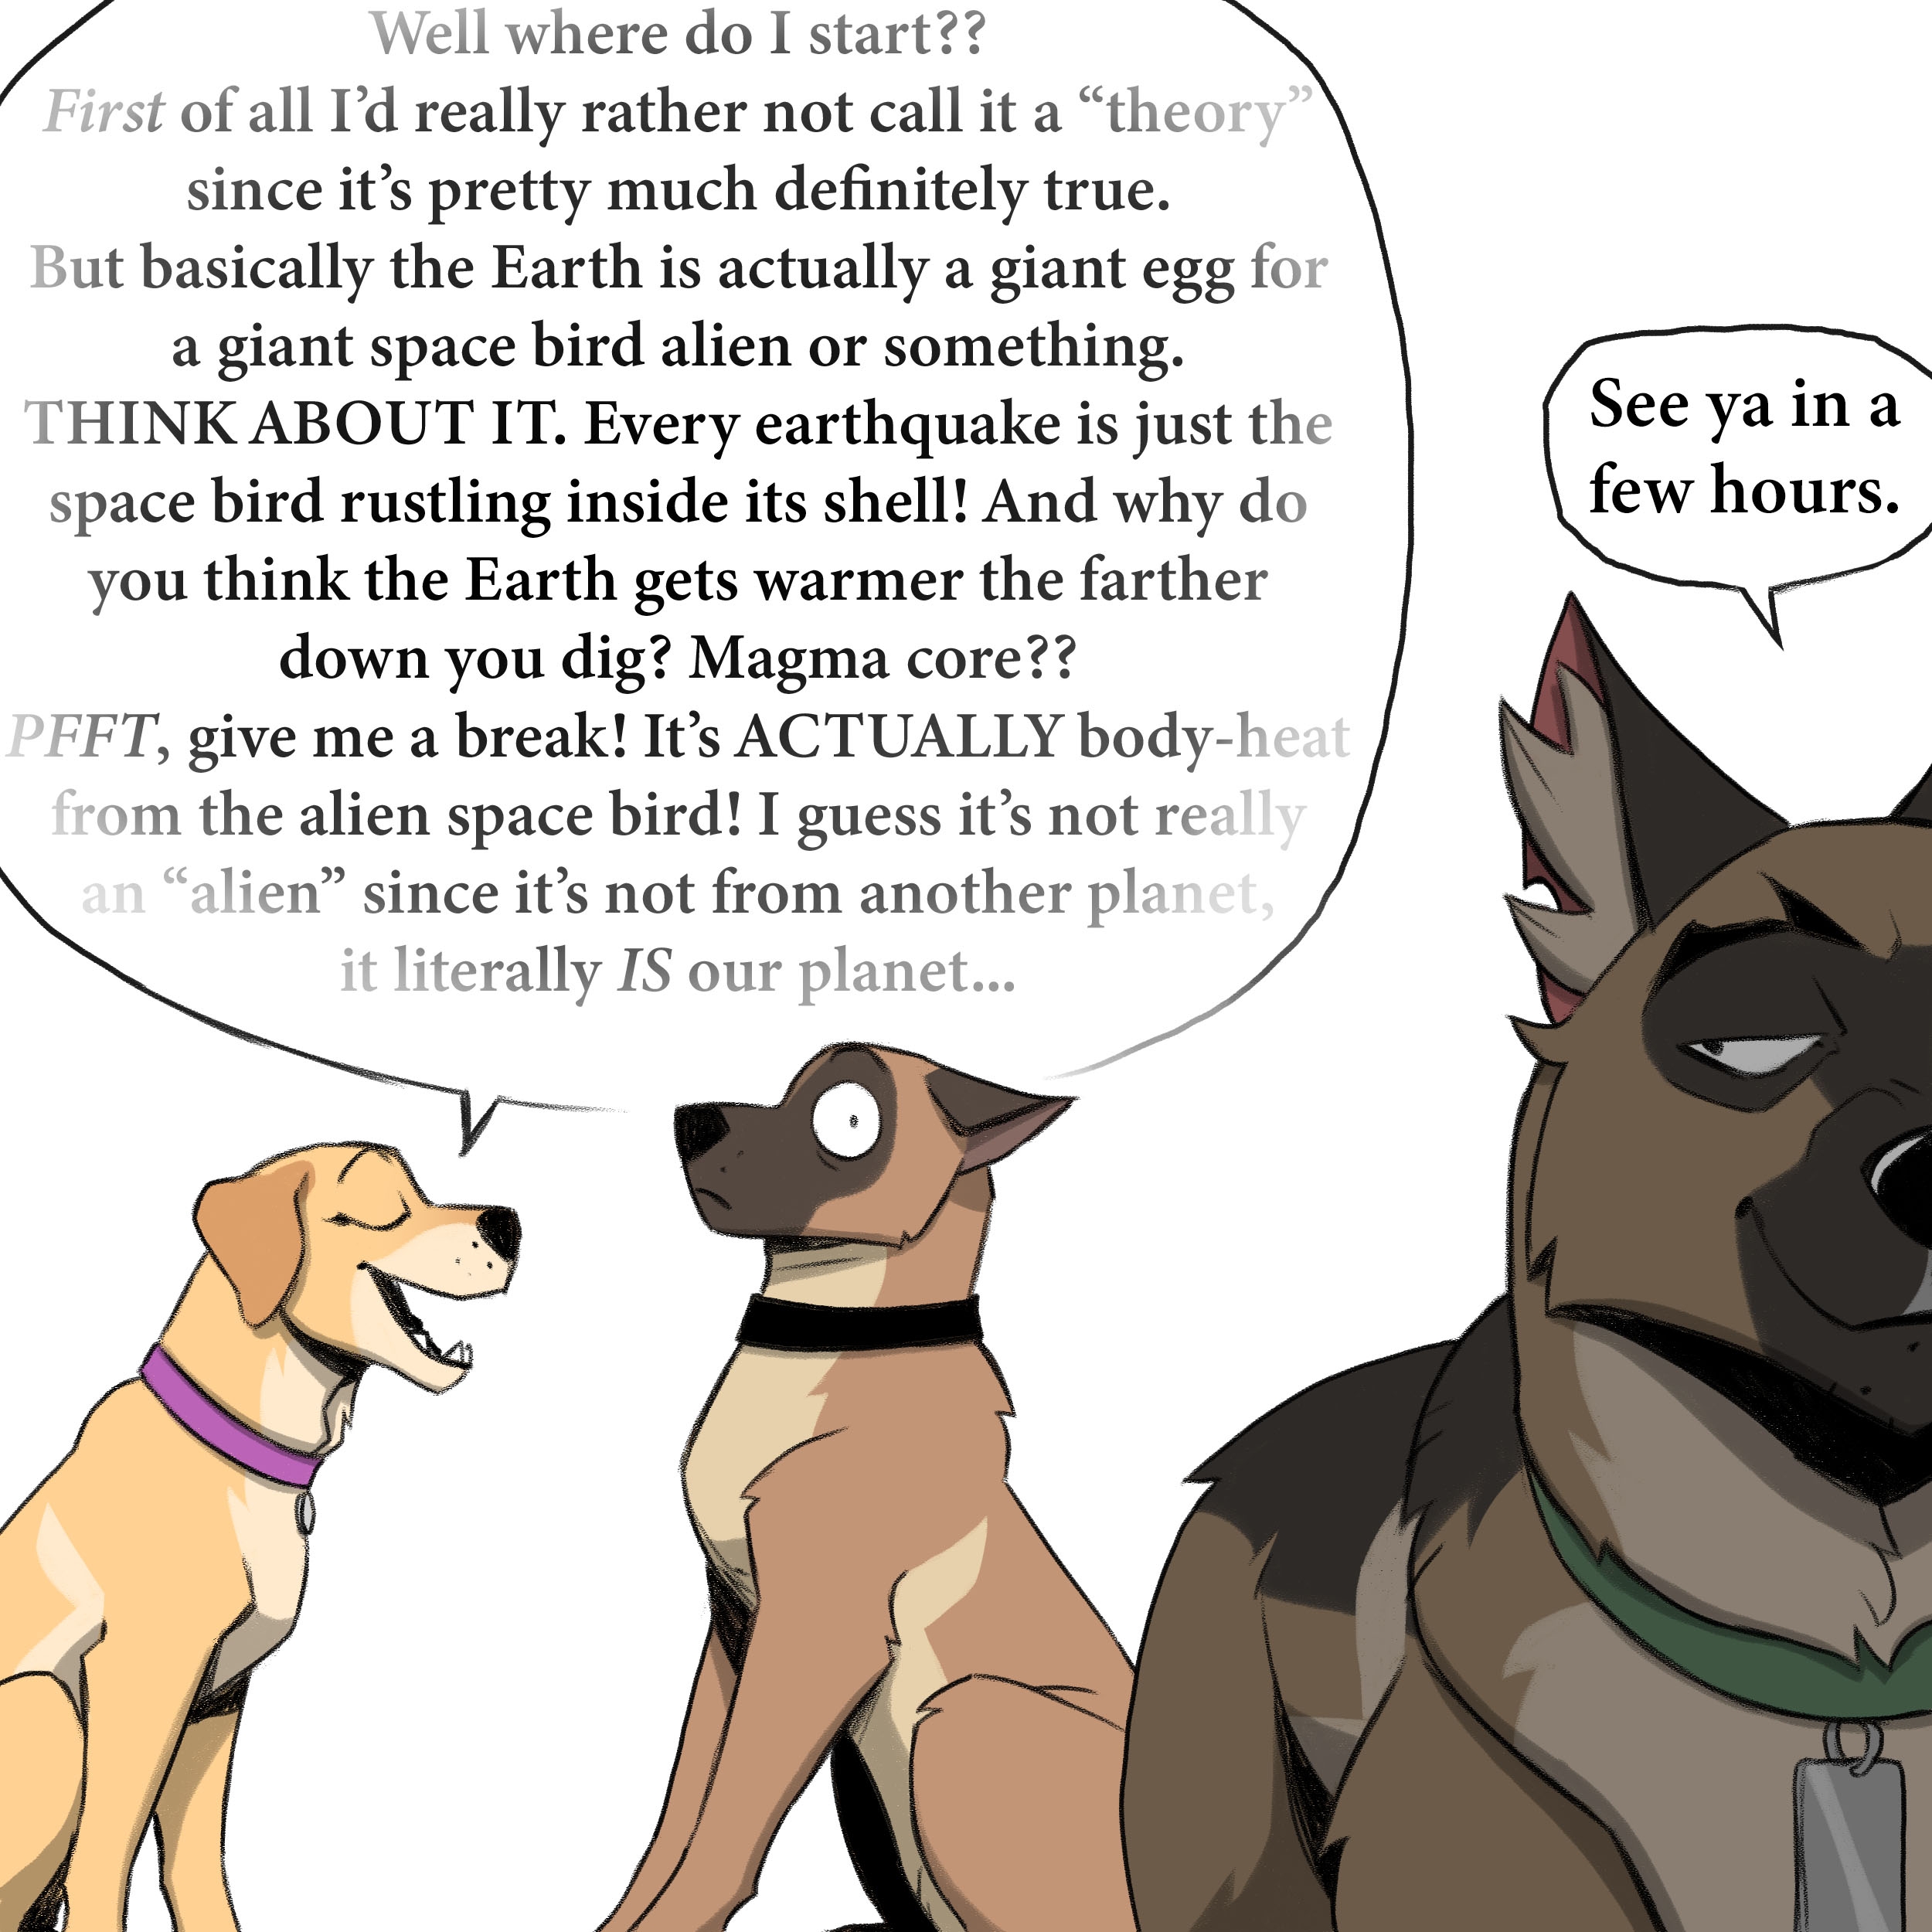 Well where do I start??
First of all I’d really rather not call it a “theory”
since it’s pretty much definitely true.
But basically the Earth is actually a giant egg for
a giant space bird alien or something.
THINK ABOUT IT. Every earthquake is just the
space bird rustling inside its shell! And why do
you think the Earth gets warmer the farther
down you dig? Magma core??
PFFT, give me a break! It’s ACTUALLY body-heat
from the alien space bird! I guess it’s not really
an “alien” since it’s not from another planet,
it literally IS our planet...
See ya in a
few hours.